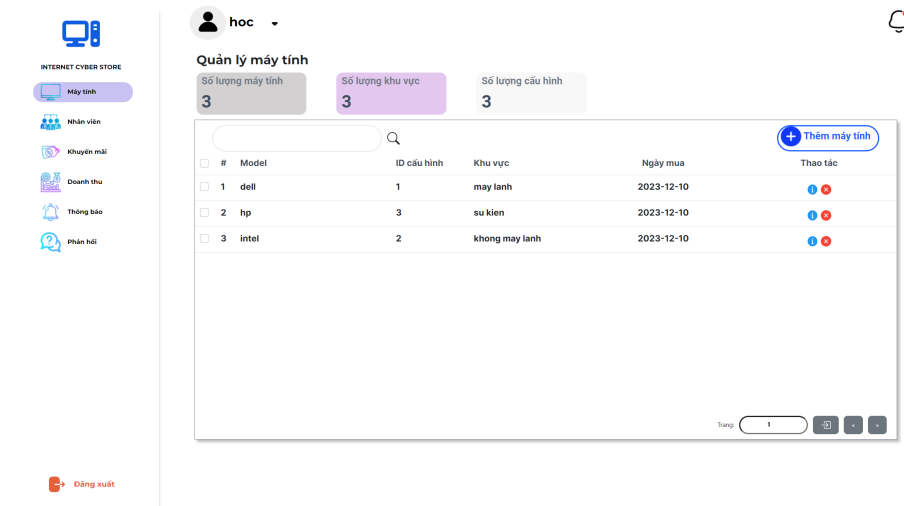 hoc
INTERNET CYBER STORE
Máy tính
Nhân viên
Khuyến mãi
Doanh thu
Thông báo
Phản hồi
Đăng xuất
Quản lý máy tính
Số lượng máy tính
3
Số lượng khu vực
3
Số lượng cấu hình
3
Thêm máy tính
# Model ID cấu hình Khu vực Ngày mua Thao tác
1 dell 1 may lanh 2023-12-10
2 hp 3 su kien 2023-12-10
3 intel 2 khong may lanh 2023-12-10
Trang: 1 « »